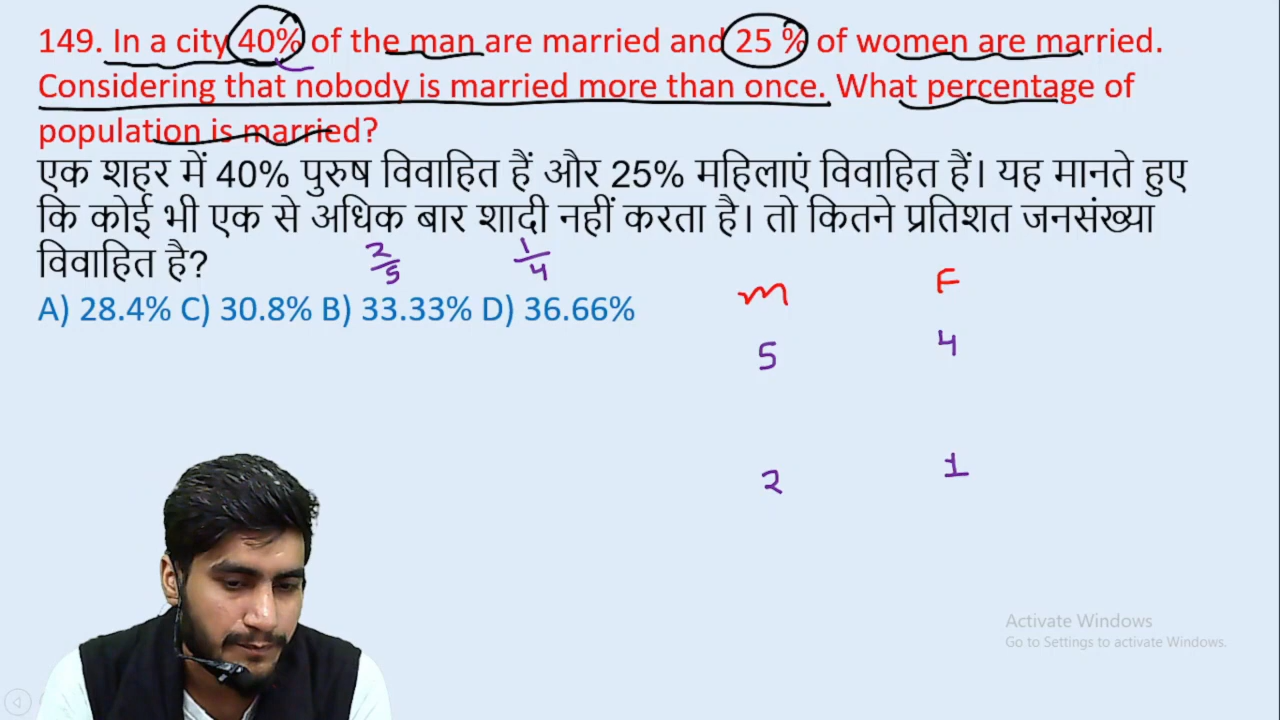 149. In a city 40% of the man are married and 25 % of women are married.
Considering that nobody is married more than once. What percentage of
population is married?
एक शहर में 40% पुरुष विवाहित हैं और 25% महिलाएं विवाहित हैं। यह मानते हुए
कि कोई भी एक से अधिक बार शादी नहीं करता है। तो कितने प्रतिशत जनसंख्या
विवाहित है?
2/5 1/4
A) 28.4% C) 30.8% B) 33.33% D) 36.66%
M F
5 4
2 1
Activate Windows
Go to Settings to activate Windows.